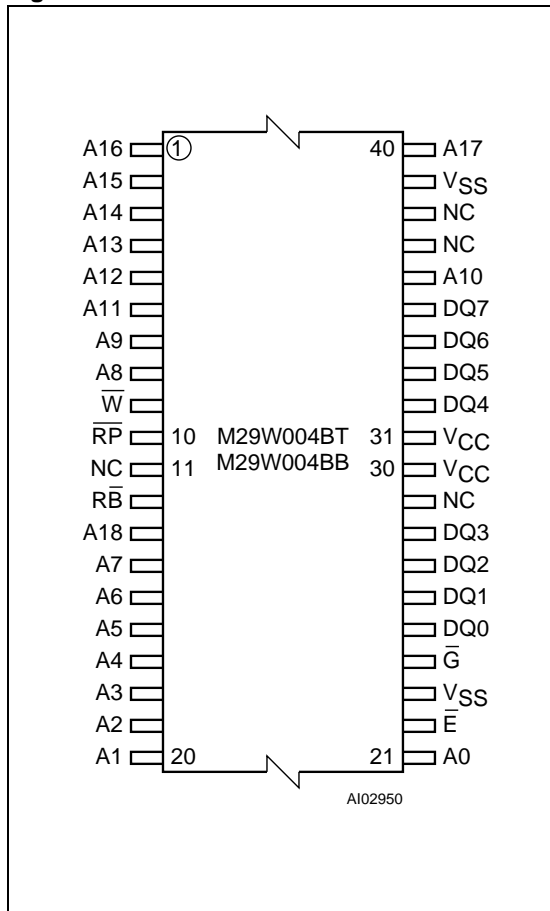 A16 1 40 A17
A15 VSS
A14 NC
A13 NC
A12 A10
A11 DQ7
A9 DQ6
A8 DQ5
W̅ DQ4
R̅P̅ 10 M29W004BT 31 VCC
NC 11 M29W004BB 30 VCC
RB̅ NC
A18 DQ3
A7 DQ2
A6 DQ1
A5 DQ0
A4 G̅
A3 VSS
A2 E̅
A1 20 21 A0
AI02950